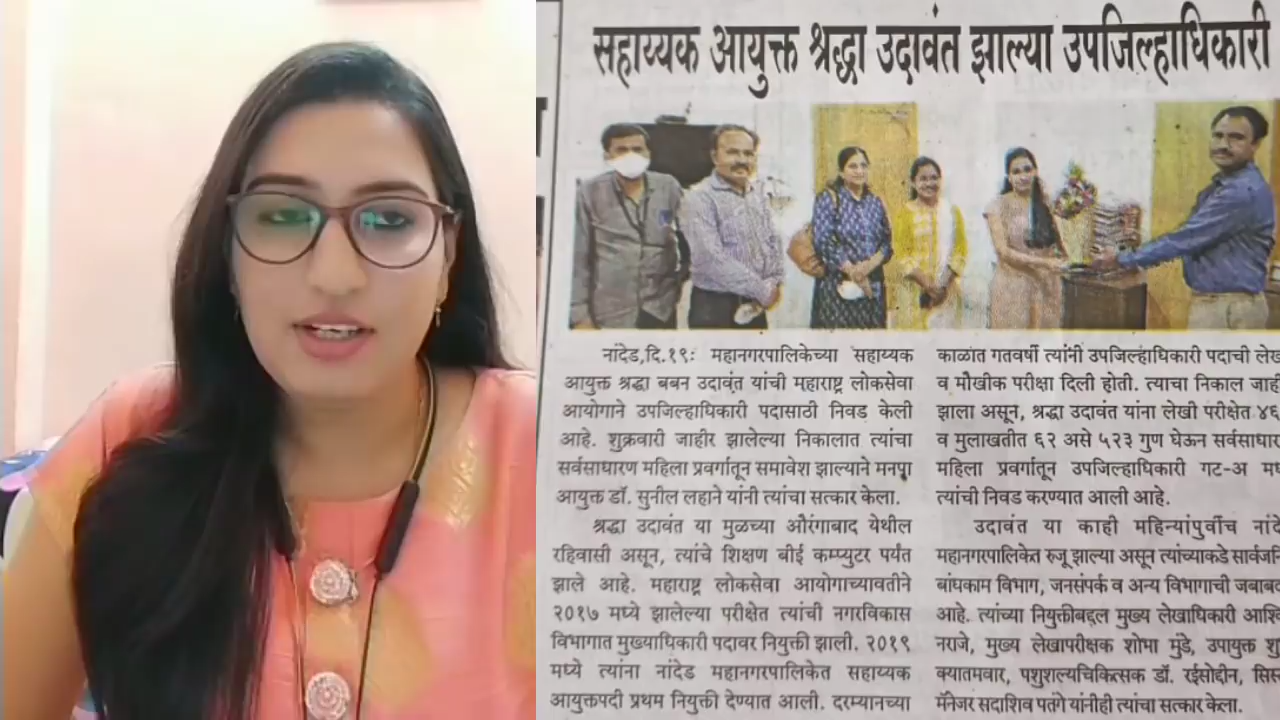 सहाय्यक आयुक्त श्रद्धा उदावंत झाल्या उपजिल्हाधिकारी
नांदेड,दि.१९: महानगरपालिकेच्या सहाय्यक
आयुक्त श्रद्धा बबन उदावंत यांची महाराष्ट्र लोकसेवा
आयोगाने उपजिल्हाधिकारी पदासाठी निवड केली
आहे. शुक्रवारी जाहीर झालेल्या निकालात त्यांचा
सर्वसाधारण महिला प्रवर्गातून समावेश झाल्याने मनपा
आयुक्त डॉ. सुनील लहाने यांनी त्यांचा सत्कार केला.
श्रद्धा उदावंत या मुळच्या औरंगाबाद येथील
रहिवासी असून, त्यांचे शिक्षण बीई कम्प्युटर पर्यंत
झाले आहे. महाराष्ट्र लोकसेवा आयोगाच्यावतीने
२०१७ मध्ये झालेल्या परीक्षेत त्यांची नगरविकास
विभागात मुख्याधिकारी पदावर नियुक्ती झाली. २०१९
मध्ये त्यांना नांदेड महानगरपालिकेत सहाय्यक
आयुक्तपदी प्रथम नियुक्ती देण्यात आली. दरम्यानच्या
काळात गतवर्षी त्यांनी उपजिल्हाधिकारी पदाची
व मौखीक परीक्षा दिली होती. त्याचा निकाल
झाला असून, श्रद्धा उदावंत यांना लेखी परीक्षेत
व मुलाखतीत ६२ असे ५२३ गुण घेऊन
महिला प्रवर्गातून उपजिल्हाधिकारी गट-अ
त्यांची निवड करण्यात आली आहे.
उदावंत या काही महिन्यांपुर्वीच
महानगरपालिकेत रुजू झाल्या असून त्यांच्याकडे
बांधकाम विभाग, जनसंपर्क व अन्य विभागाची
आहे. त्यांच्या नियुक्तीबद्दल मुख्य लेखाधिकारी
नराजे, मुख्य लेखापरीक्षक शोभा मुंडे, उपायुक्त
क्यातमवार, पशुशल्यचिकित्सक डॉ. रईसोद्दीन,
मॅनेजर सदाशिव पतंगे यांनीही त्यांचा सत्कार केला.